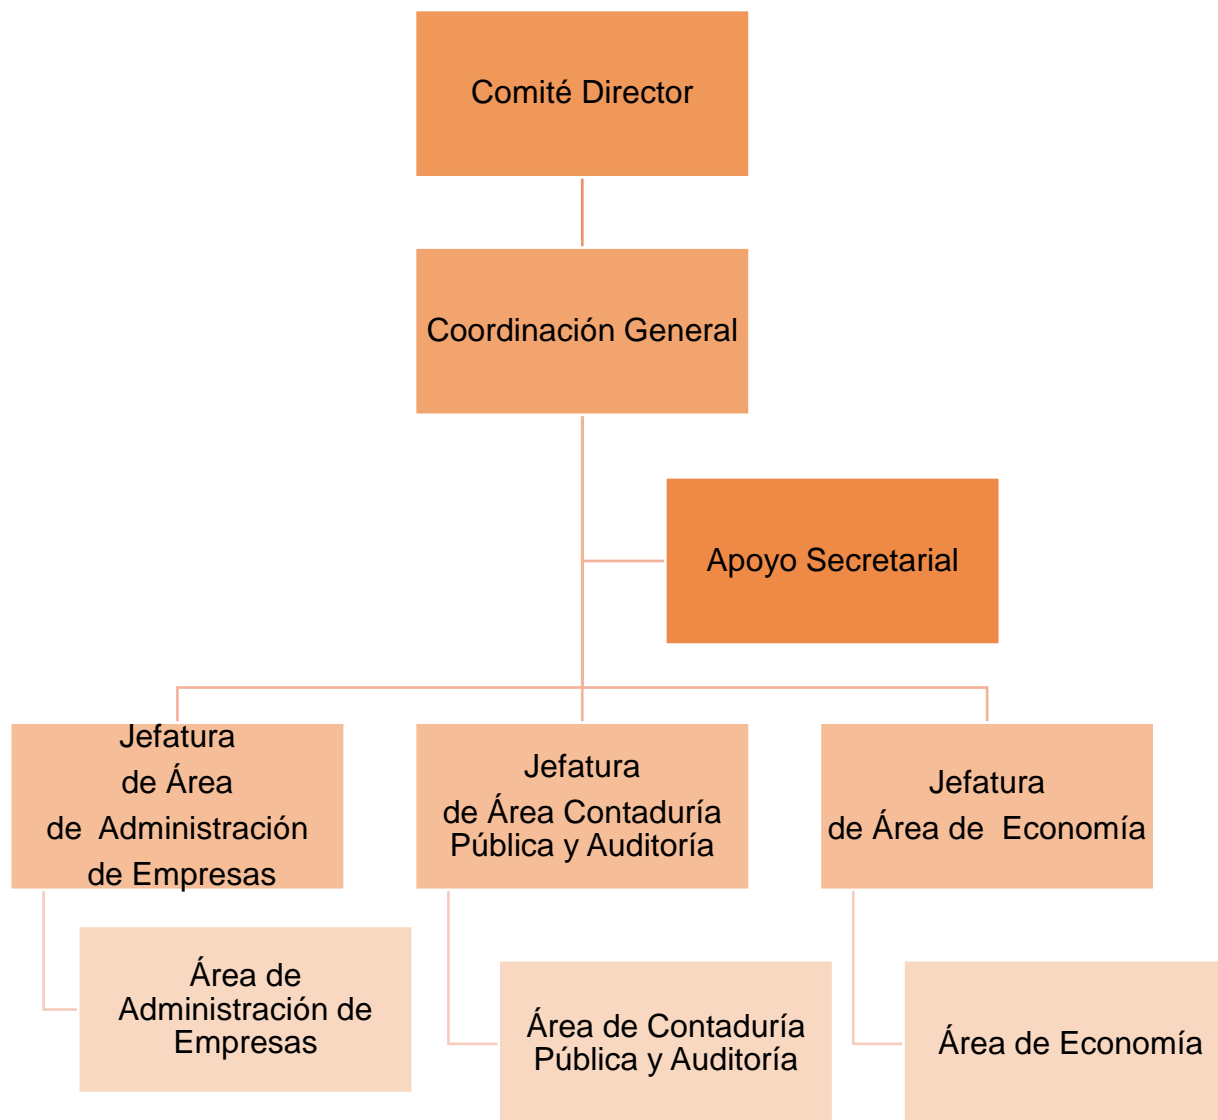 Comité Director
Coordinación General
Apoyo Secretarial
Jefatura
de Área
de  Administración
de Empresas
Jefatura
de Área Contaduría
Pública y Auditoría
Jefatura
de Área de  Economía
Área de
Administración de
Empresas
Área de Contaduría
Pública y Auditoría
Área de Economía